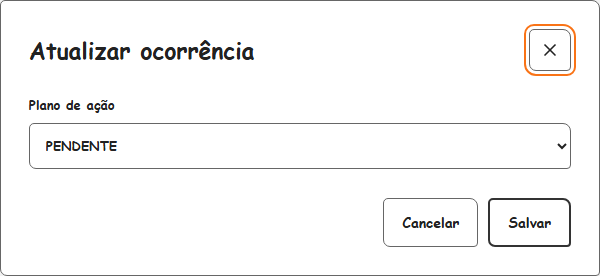 Atualizar ocorrência
Plano de ação
PENDENTE
Cancelar
Salvar